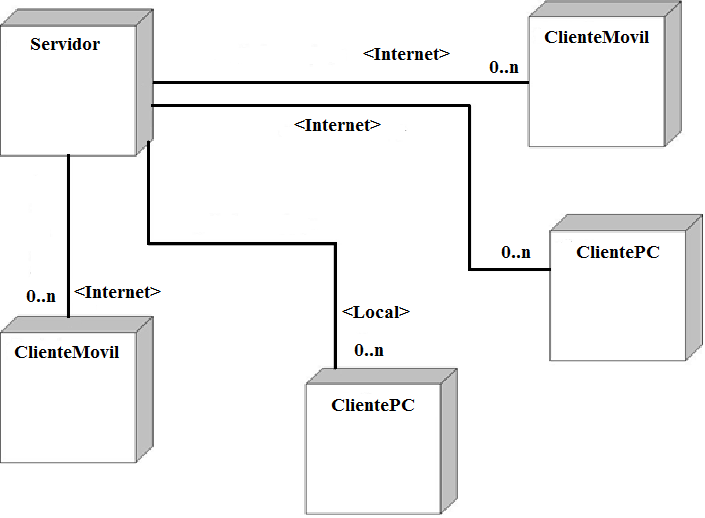 Servidor
<Internet>
0..n
ClienteMovil
<Internet>
0..n
ClientePC
0..n
<Internet>
ClienteMovil
<Local>
0..n
ClientePC